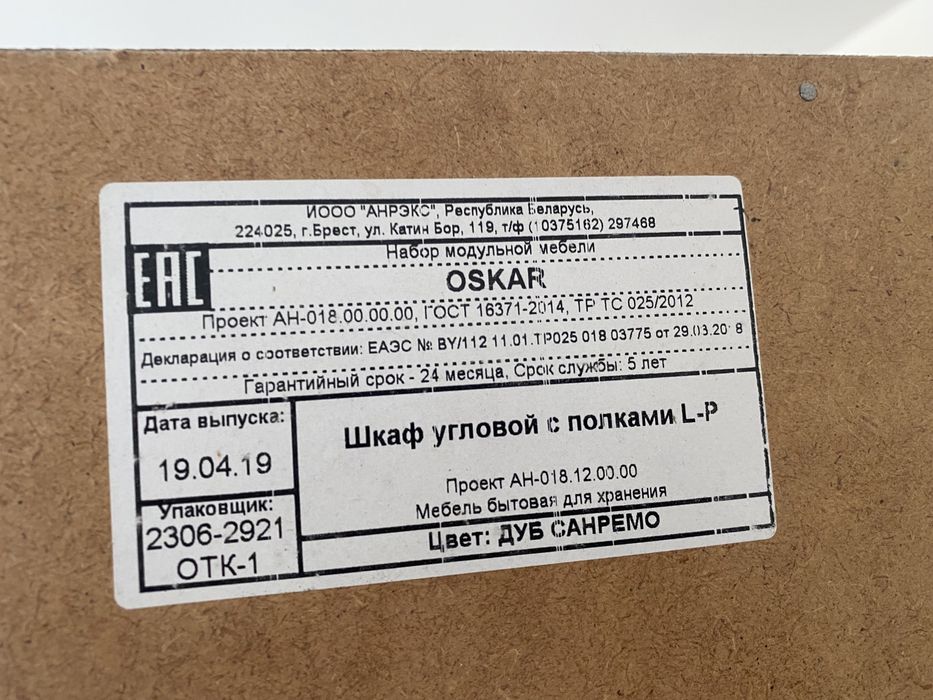 ИООО "АНРЭКС", Республика Беларусь,
224025, г.Брест, ул. Катин Бор, 119, т/ф (10375162) 297468
Набор модульной мебели
EAC
OSKAR
Проект АН-018.00.00.00, ГОСТ 16371-2014, ТР ТС 025/2012
Декларация о соответствии: ЕАЭС № BY/112 11.01.ТР025 018 03775 от 29.03.2018
Гарантийный срок - 24 месяца, Срок службы: 5 лет
Дата выпуска:
19.04.19
Упаковщик:
2306-2921
ОТК-1
Шкаф угловой с полками L-P
Проект АН-018.12.00.00
Мебель бытовая для хранения
Цвет: ДУБ САНРЕМО